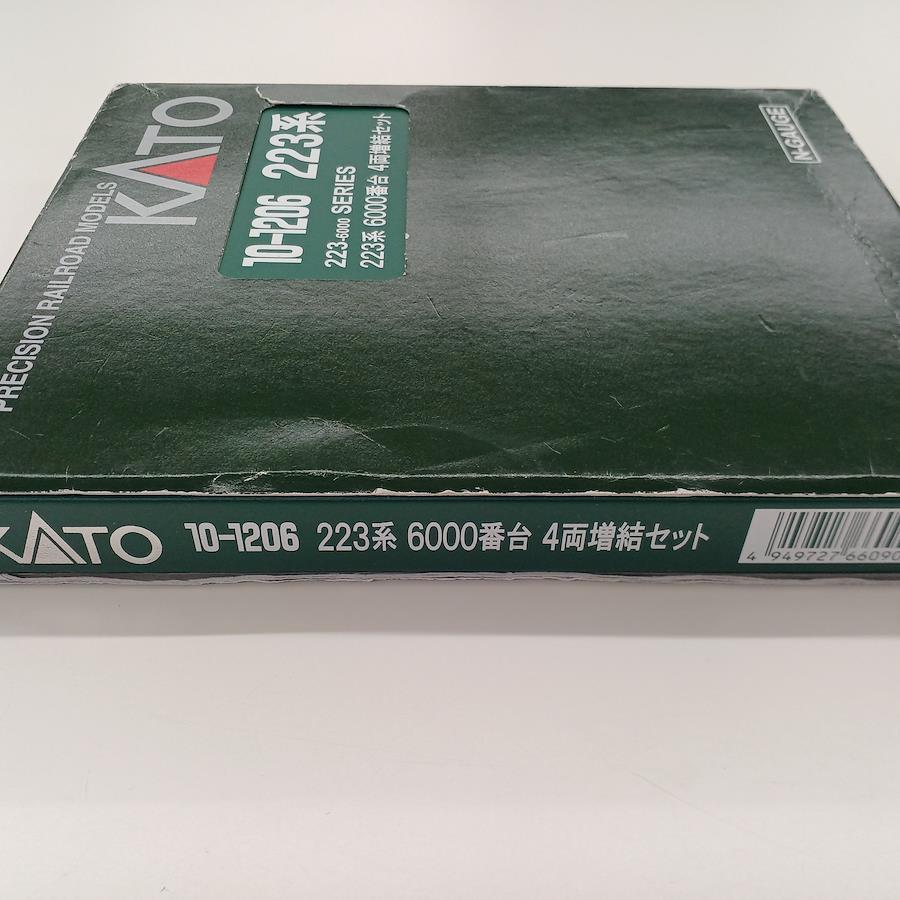 KATO
PRECISION RAILROAD MODELS
10-1206 223系
223-6000 SERIES
223系 6000番台 4両増結セット
N-GAUGE
KATO 10-1206 223系 6000番台 4両増結セット
4 949727 66090